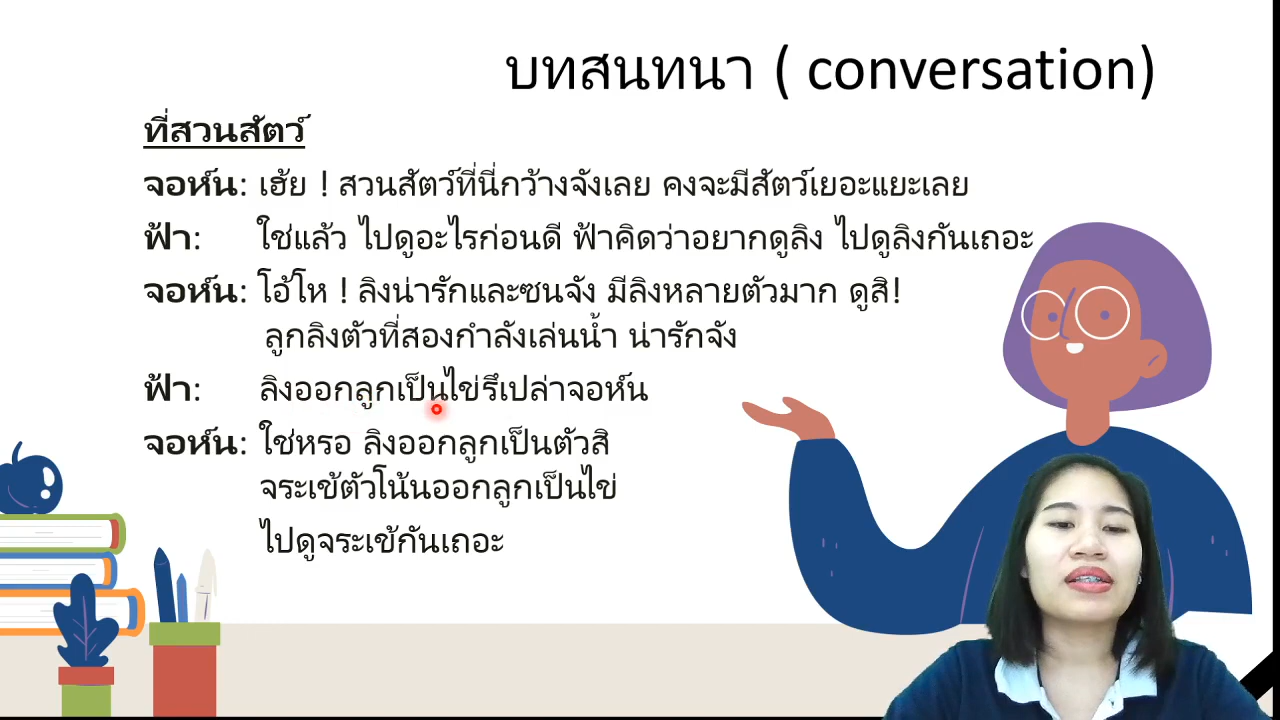 บทสนทนา ( conversation)
ที่สวนสัตว์
จอห์น: เฮ้ย ! สวนสัตว์ที่นี่กว้างจังเลย คงจะมีสัตว์เยอะแยะเลย
ฟ้า: ใช่แล้ว ไปดูอะไรก่อนดี ฟ้าคิดว่าอยากดูลิง ไปดูลิงกันเถอะ
จอห์น: โอ้โห ! ลิงน่ารักและซนจัง มีลิงหลายตัวมาก ดูสิ!
ลูกลิงตัวที่สองกำลังเล่นน้ำ น่ารักจัง
ฟ้า: ลิงออกลูกเป็นไข่รึเปล่าจอห์น
จอห์น: ใช่หรอ ลิงออกลูกเป็นตัวสิ
จระเข้ตัวโน้นออกลูกเป็นไข่
ไปดูจระเข้กันเถอะ